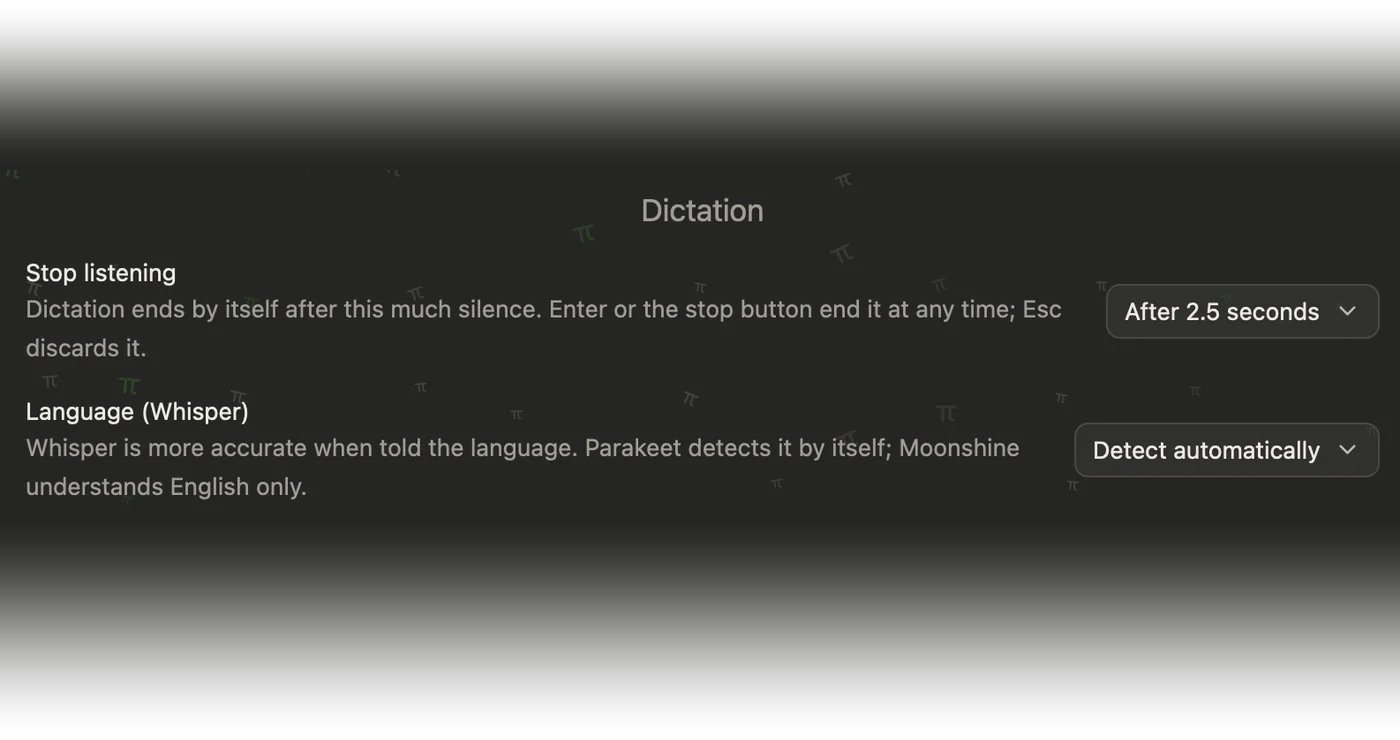 Dictation
Stop listening
Dictation ends by itself after this much silence. Enter or the stop button end it at any time; Esc
discards it.
After 2.5 seconds
Language (Whisper)
Whisper is more accurate when told the language. Parakeet detects it by itself; Moonshine
understands English only.
Detect automatically